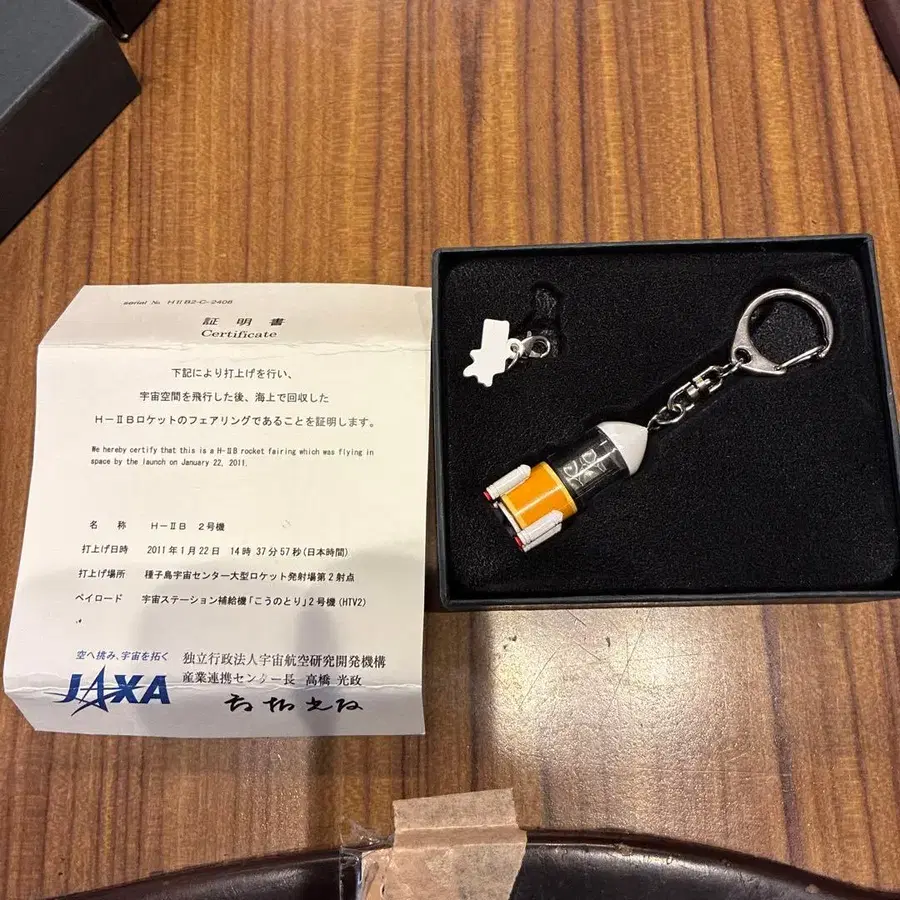 serial № HⅡB2-C-2408
証 明 書
Certificate
下記により打上げを行い、
宇宙空間を飛行した後、海上で回収した
H-ⅡBロケットのフェアリングであることを証明します。
We hereby certify that this is a H-ⅡB rocket fairing which was flying in
space by the launch on January 22, 2011.
名 称 H-ⅡB 2号機
打上げ日時 2011年1月22日 14時37分57秒(日本時間)
打上げ場所 種子島宇宙センター大型ロケット発射場第2射点
ペイロード 宇宙ステーション補給機「こうのとり」2号機(HTV2)
空へ挑み、宇宙を拓く
JAXA
独立行政法人宇宙航空研究開発機構
産業連携センター長 高橋 光政